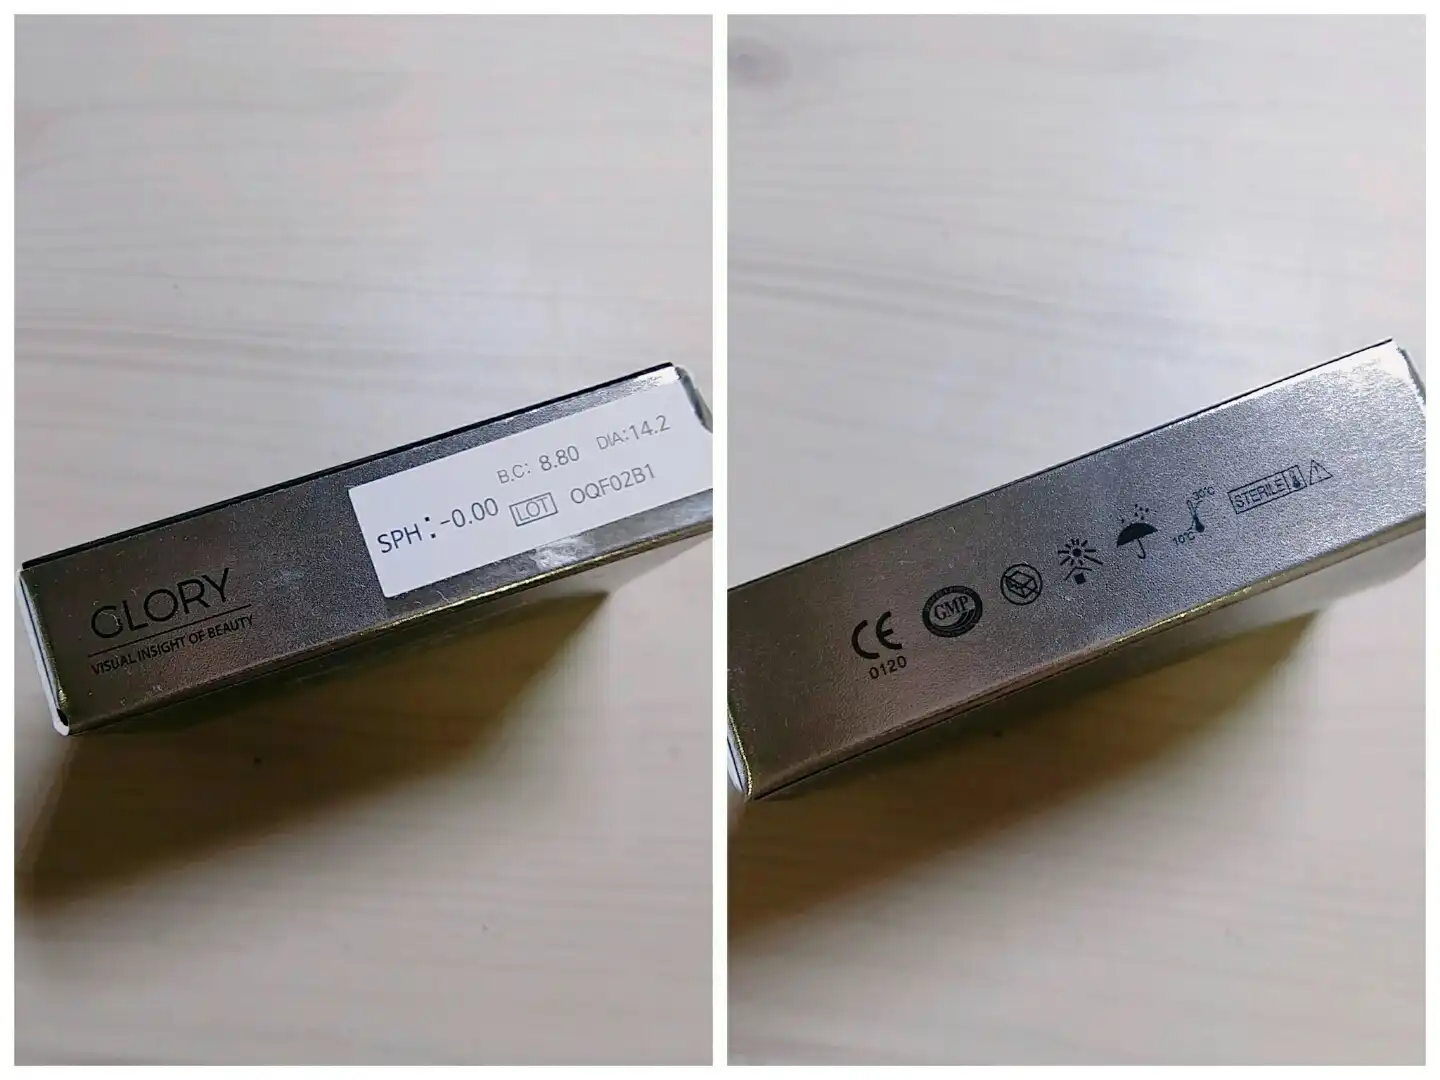 GLORY
VISUAL INSIGHT OF BEAUTY
B.C: 8.80 DIA:14.2
SPH: -0.00 LOT OQF02B1
CE
0120
GMP
30°C
10°C
STERILE